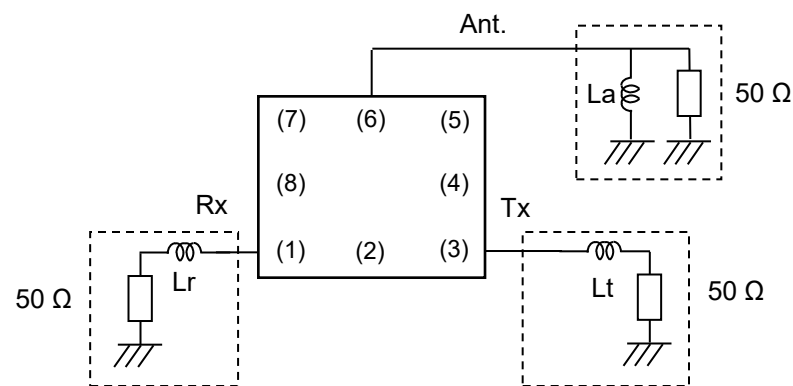 Ant.
La
50 Ω
(7) (6) (5)
(8) (4)
Rx
Tx
(1) (2) (3)
50 Ω
Lr
Lt
50 Ω